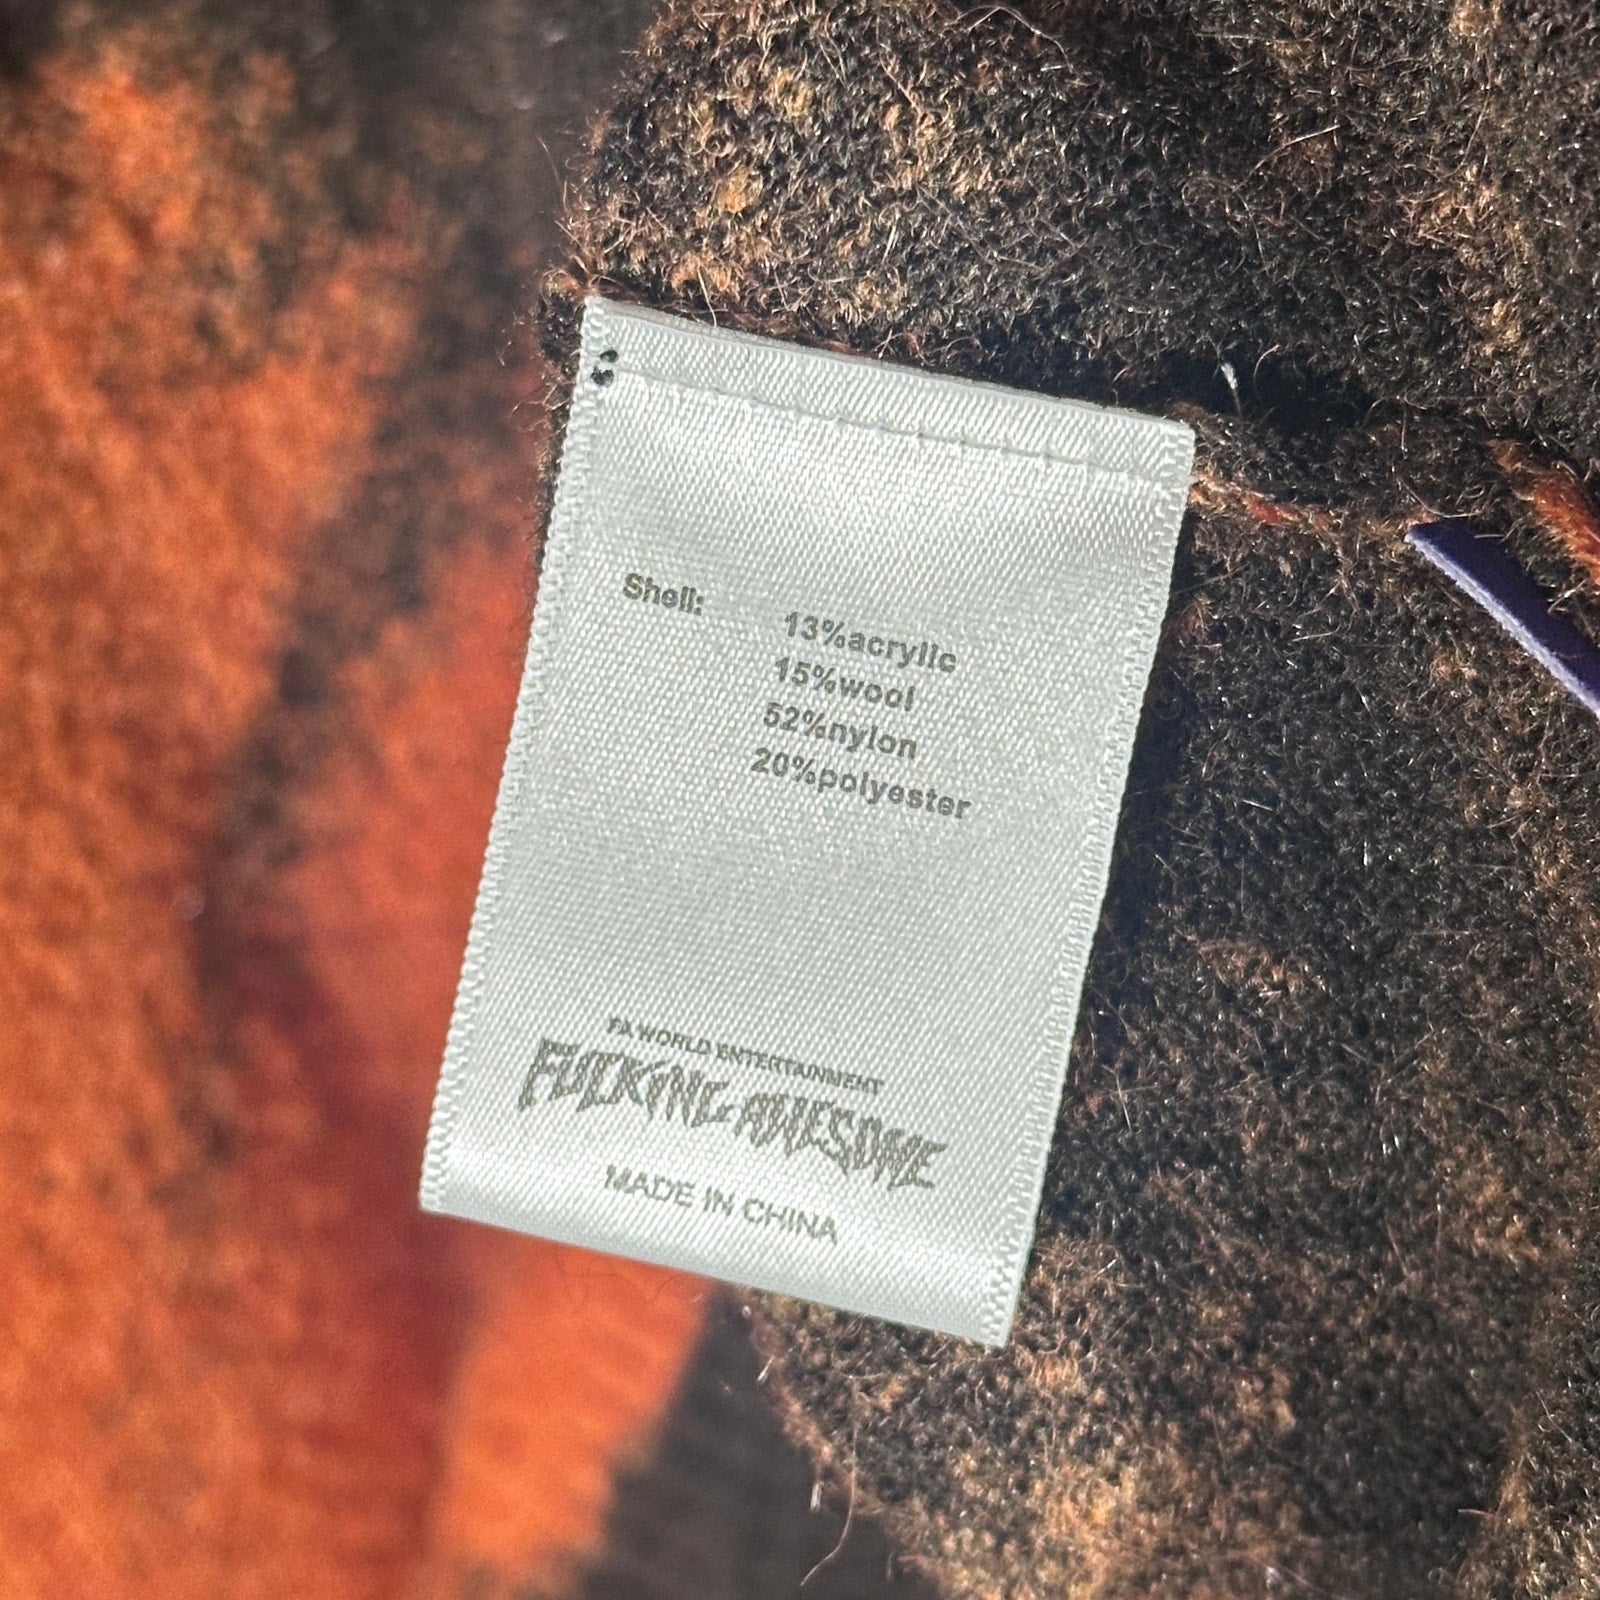 Shell:
13%acrylic
15%wool
52%nylon
20%polyester
FA WORLD ENTERTAINMENT
FUCKING AWESOME
MADE IN CHINA